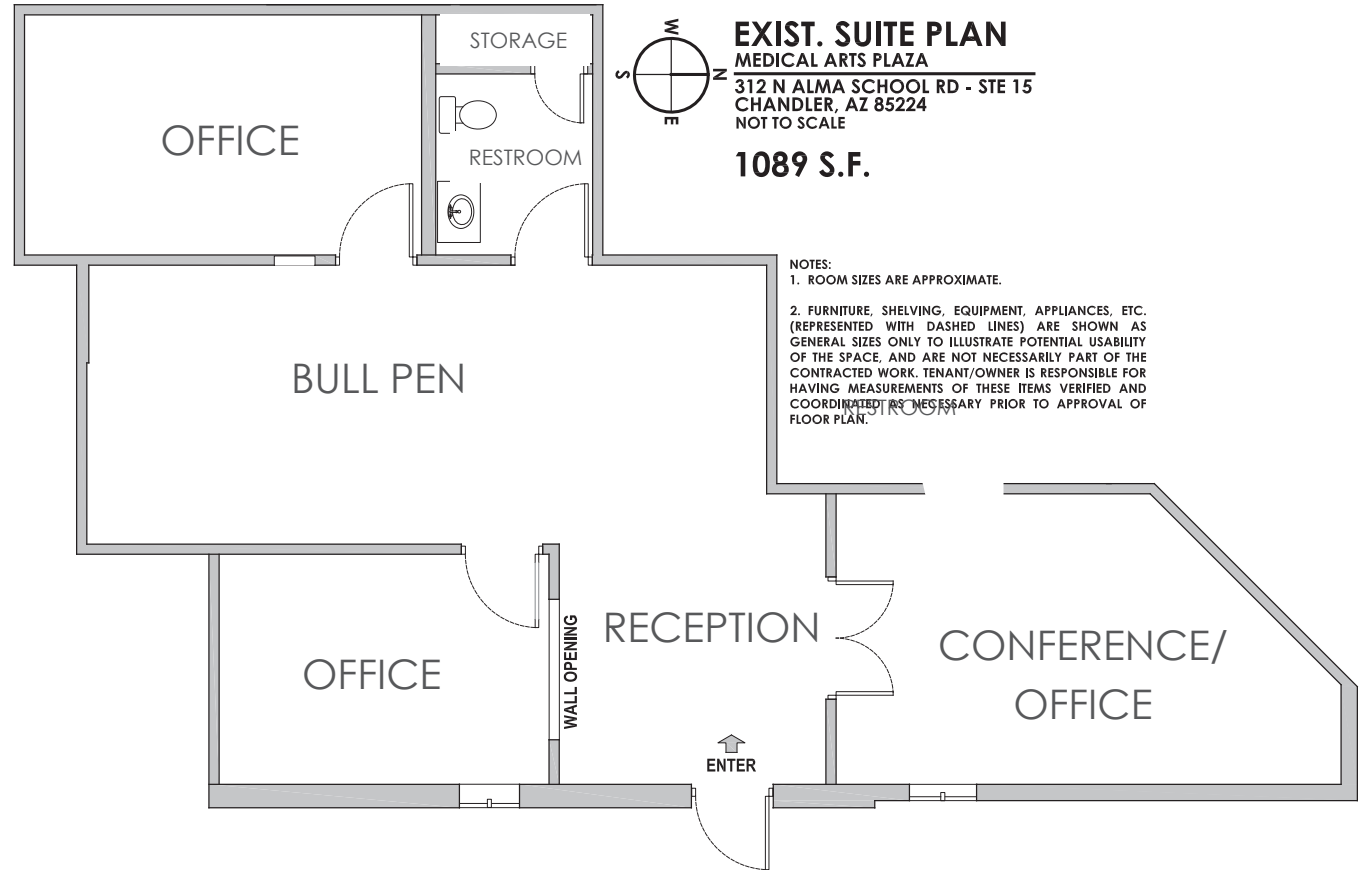 STORAGE
OFFICE
RESTROOM
W
S
N
E
EXIST. SUITE PLAN
MEDICAL ARTS PLAZA
312 N ALMA SCHOOL RD - STE 15
CHANDLER, AZ 85224
NOT TO SCALE
1089 S.F.
NOTES:
1. ROOM SIZES ARE APPROXIMATE.
2. FURNITURE, SHELVING, EQUIPMENT, APPLIANCES, ETC.
(REPRESENTED WITH DASHED LINES) ARE SHOWN AS
GENERAL SIZES ONLY TO ILLUSTRATE POTENTIAL USABILITY
OF THE SPACE, AND ARE NOT NECESSARILY PART OF THE
CONTRACTED WORK. TENANT/OWNER IS RESPONSIBLE FOR
HAVING MEASUREMENTS OF THESE ITEMS VERIFIED AND
COORDINATED AS NECESSARY PRIOR TO APPROVAL OF
FLOOR PLAN.
RESTROOM
BULL PEN
RECEPTION
CONFERENCE/
OFFICE
OFFICE
WALL OPENING
ENTER